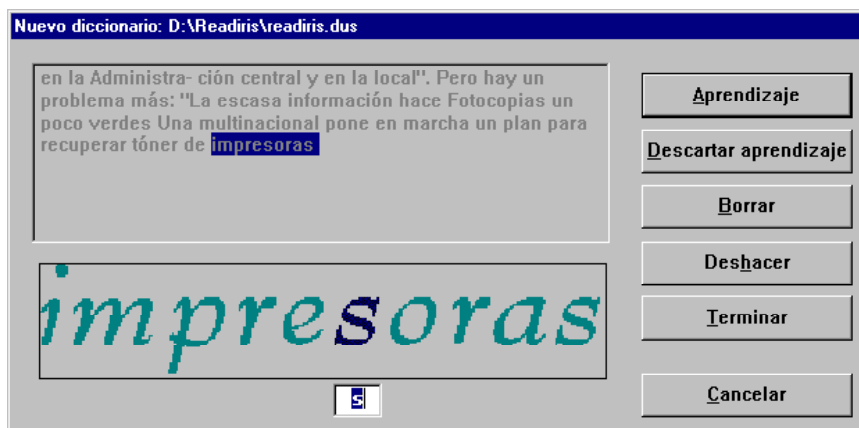 Nuevo diccionario: D:\Readiris\readiris.dus
en la Administra- ción central y en la local". Pero hay un
problema más: "La escasa información hace Fotocopias un
poco verdes Una multinacional pone en marcha un plan para
recuperar tóner de impresoras
impresoras
s
Aprendizaje
Descartar aprendizaje
Borrar
Deshacer
Terminar
Cancelar